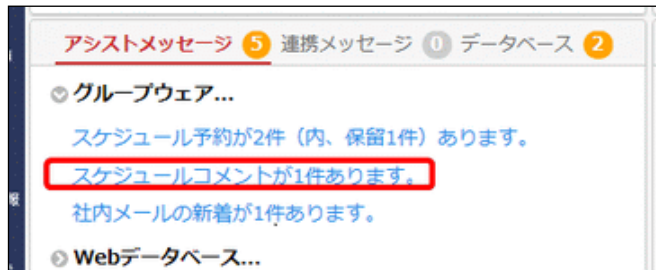 アシストメッセージ 5 連携メッセージ 0 データベース 2
グループウェア...
スケジュール予約が2件（内、保留1件）あります。
スケジュールコメントが1件あります。
社内メールの新着が1件あります。
報
Webデータベース...